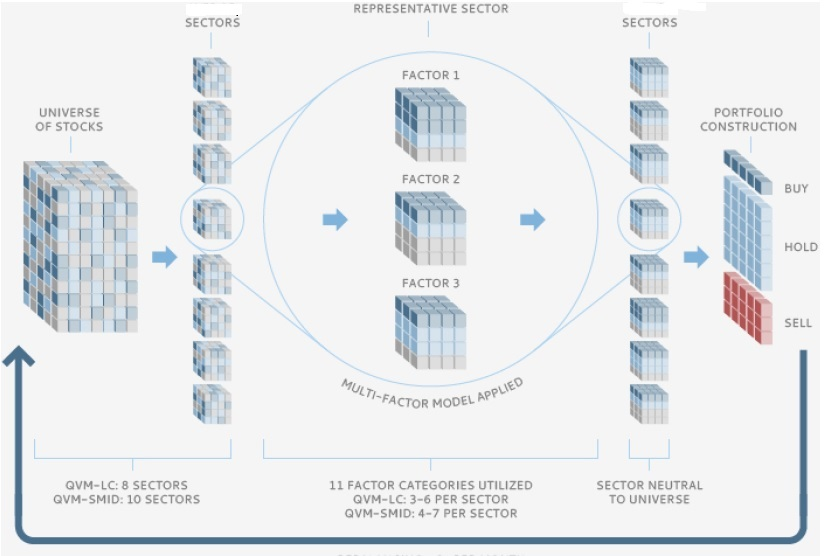 SECTORS
REPRESENTATIVE SECTOR
SECTORS
UNIVERSE
OF STOCKS
FACTOR 1
FACTOR 2
FACTOR 3
MULTI-FACTOR MODEL APPLIED
PORTFOLIO
CONSTRUCTION
BUY
HOLD
SELL
QVM-LC: 8 SECTORS
QVM-SMID: 10 SECTORS
11 FACTOR CATEGORIES UTILIZED
QVM-LC: 3-6 PER SECTOR
QVM-SMID: 4-7 PER SECTOR
SECTOR NEUTRAL
TO UNIVERSE